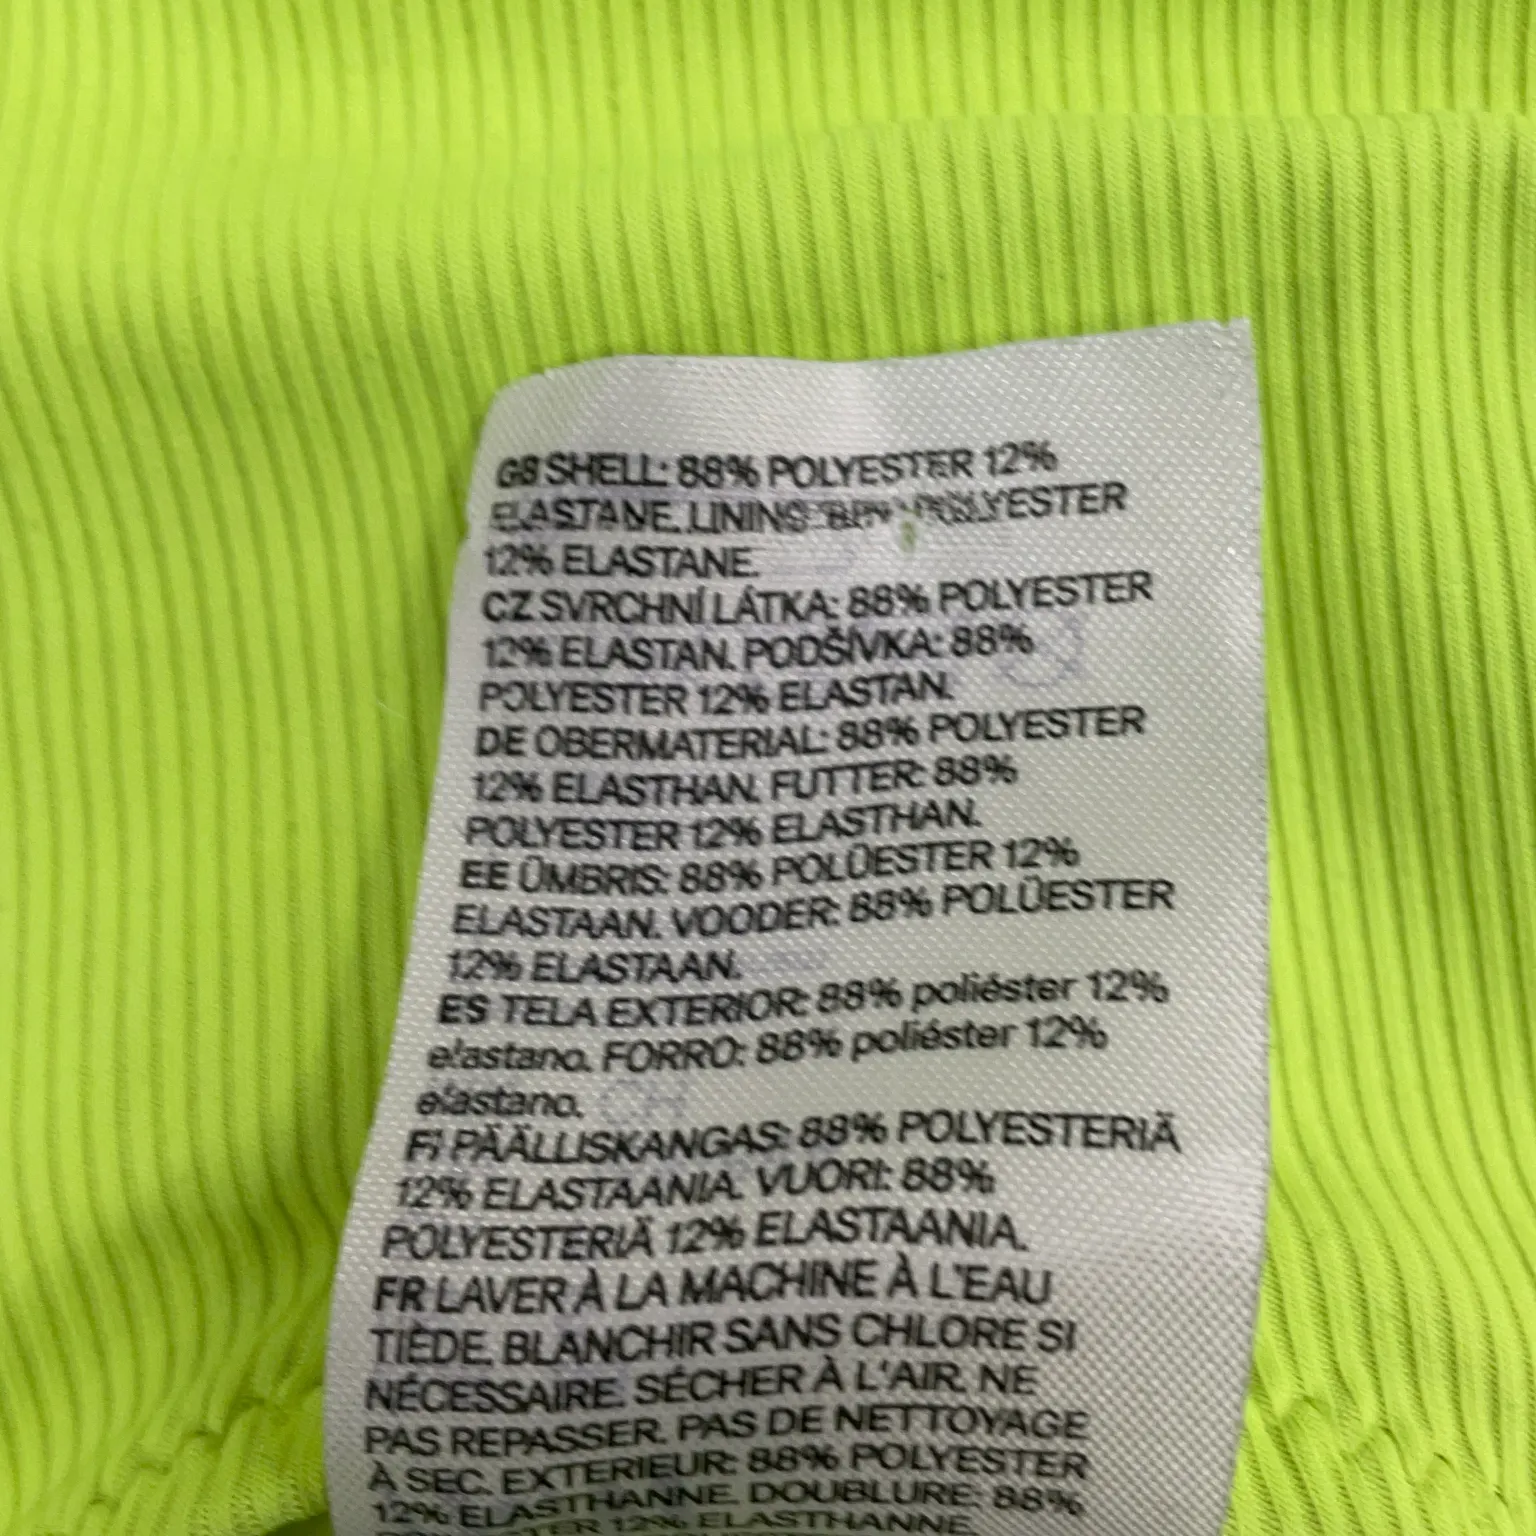 GB SHELL: 88% POLYESTER 12%
ELASTANE. LINING: 88% POLYESTER
12% ELASTANE.
CZ SVRCHNÍ LÁTKA: 88% POLYESTER
12% ELASTAN. PODŠÍVKA: 88%
POLYESTER 12% ELASTAN.
DE OBERMATERIAL: 88% POLYESTER
12% ELASTHAN. FUTTER: 88%
POLYESTER 12% ELASTHAN.
EE ÜMBRIS: 88% POLÜESTER 12%
ELASTAAN. VOODER: 88% POLÜESTER
12% ELASTAAN.
ES TELA EXTERIOR: 88% poliéster 12%
elastano. FORRO: 88% poliéster 12%
elastano.
FI PÄÄLLISKANGAS: 88% POLYESTERIÄ
12% ELASTAANIA. VUORI: 88%
POLYESTERIÄ 12% ELASTAANIA.
FR LAVER À LA MACHINE À L'EAU
TIÈDE. BLANCHIR SANS CHLORE SI
NÉCESSAIRE. SÉCHER À L'AIR. NE
PAS REPASSER. PAS DE NETTOYAGE
À SEC. EXTERIEUR: 88% POLYESTER
12% ELASTHANNE. DOUBLURE: 88%
POLYESTER 12% ELASTHANNE.